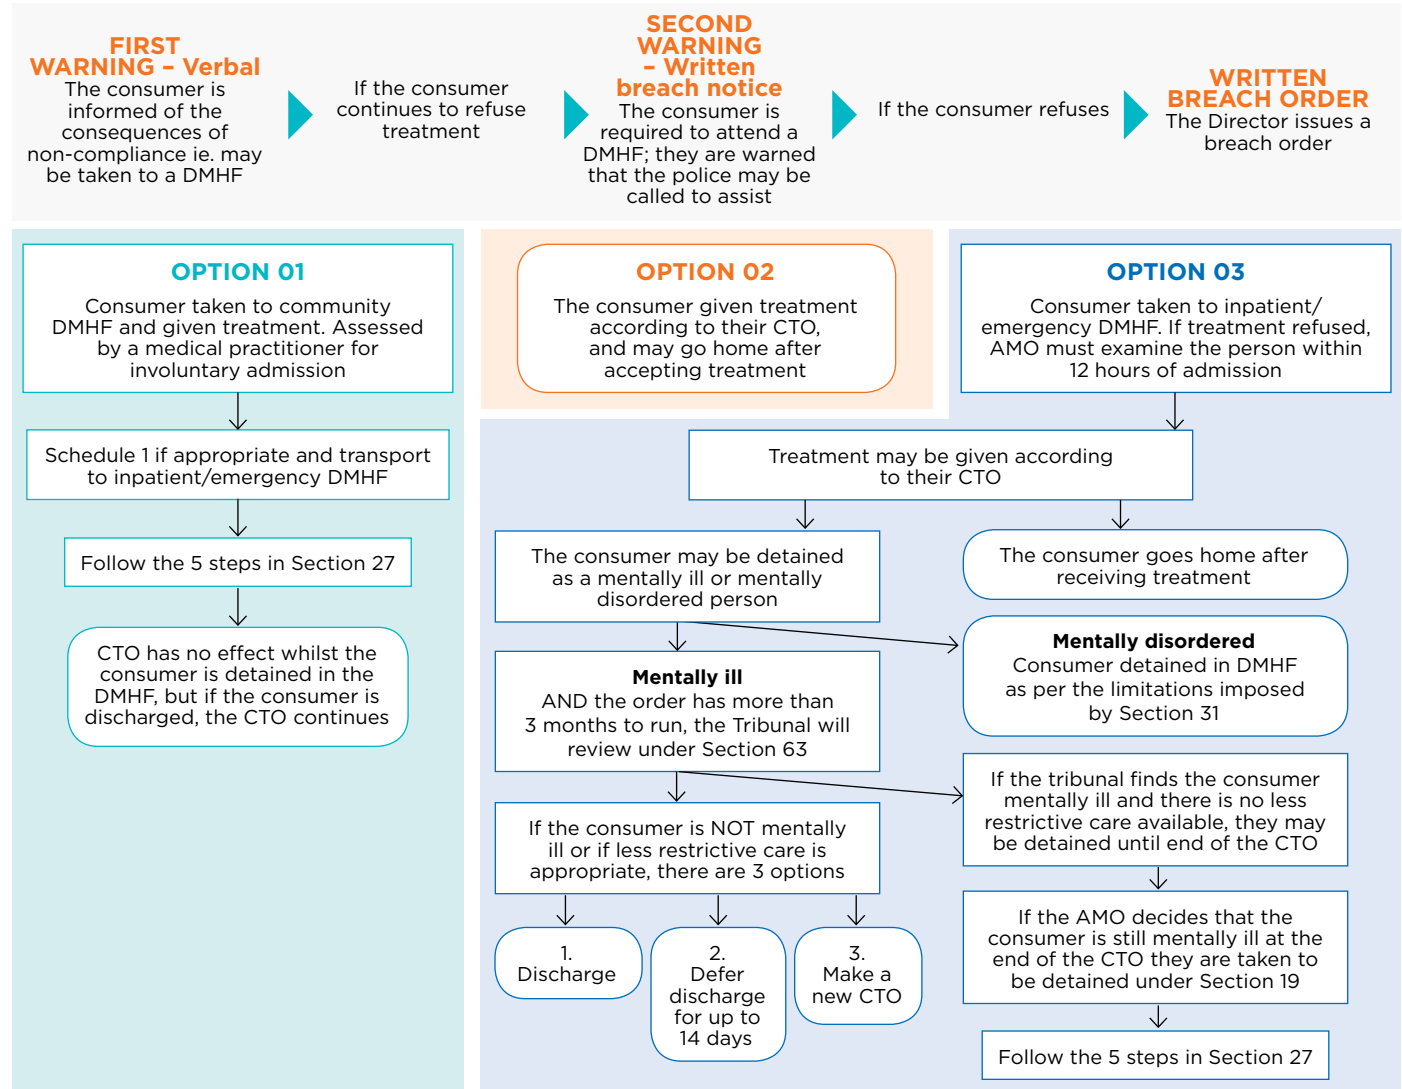 FIRST
WARNING – Verbal
The consumer is
informed of the
consequences of
non-compliance ie. may
be taken to a DMHF
If the consumer
continues to refuse
treatment
SECOND
WARNING
– Written
breach notice
The consumer is
required to attend a
DMHF; they are warned
that the police may be
called to assist
If the consumer refuses
WRITTEN
BREACH ORDER
The Director issues a
breach order
OPTION 01
Consumer taken to community
DMHF and given treatment. Assessed
by a medical practitioner for
involuntary admission
Schedule 1 if appropriate and transport
to inpatient/emergency DMHF
Follow the 5 steps in Section 27
CTO has no effect whilst the
consumer is detained in the
DMHF, but if the consumer is
discharged, the CTO continues
OPTION 02
The consumer given treatment
according to their CTO,
and may go home after
accepting treatment
OPTION 03
Consumer taken to inpatient/
emergency DMHF. If treatment refused,
AMO must examine the person within
12 hours of admission
Treatment may be given according
to their CTO
The consumer may be detained
as a mentally ill or mentally
disordered person
The consumer goes home after
receiving treatment
Mentally ill
AND the order has more than
3 months to run, the Tribunal will
review under Section 63
Mentally disordered
Consumer detained in DMHF
as per the limitations imposed
by Section 31
If the consumer is NOT mentally
ill or if less restrictive care is
appropriate, there are 3 options
1.
Discharge
2.
Defer
discharge
for up to
14 days
3.
Make a
new CTO
If the tribunal finds the consumer
mentally ill and there is no less
restrictive care available, they may
be detained until end of the CTO
If the AMO decides that the
consumer is still mentally ill at the
end of the CTO they are taken to
be detained under Section 19
Follow the 5 steps in Section 27